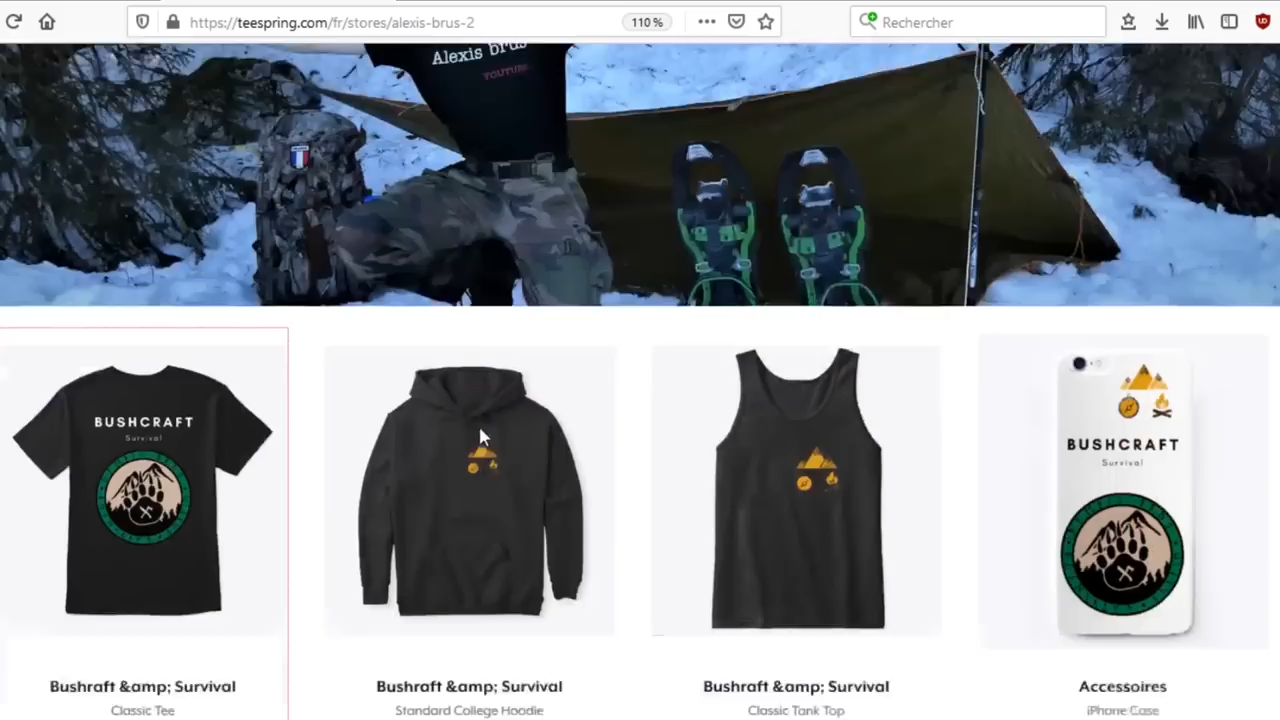 https://teespring.com/fr/stores/alexis-brus-2
110 %
Rechercher
Alexis brus
YOUTUBE
BUSHCRAFT
Survival
BUSHCRAFT
Survival
Bushraft &amp; Survival
Classic Tee
Bushraft &amp; Survival
Standard College Hoodie
Bushraft &amp; Survival
Classic Tank Top
Accessoires
iPhone Case